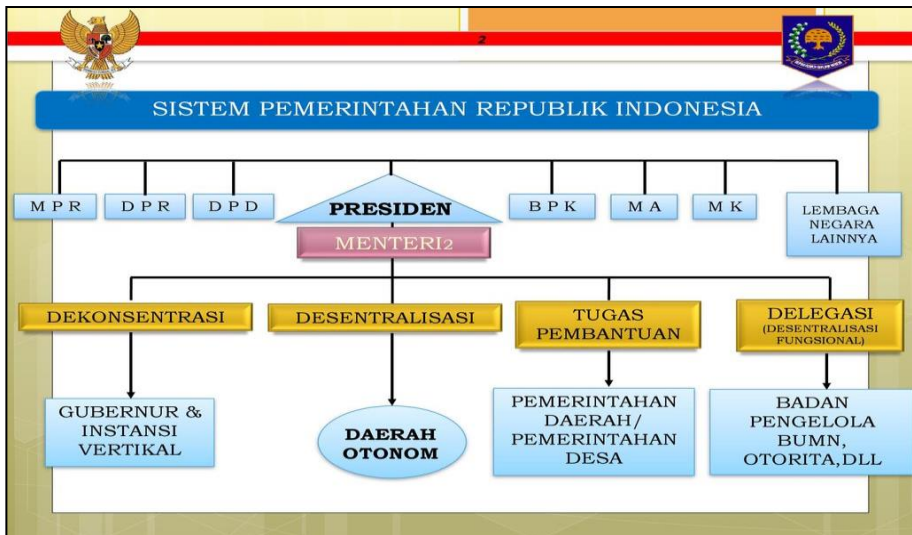 2
SISTEM PEMERINTAHAN REPUBLIK INDONESIA
M P R
D P R
D P D
PRESIDEN
B P K
M A
M K
LEMBAGA
NEGARA
LAINNYA
MENTERI2
DEKONSENTRASI
DESENTRALISASI
TUGAS
PEMBANTUAN
DELEGASI
(DESENTRALISASI
FUNGSIONAL)
GUBERNUR &
INSTANSI
VERTIKAL
DAERAH
OTONOM
PEMERINTAHAN
DAERAH/
PEMERINTAHAN
DESA
BADAN
PENGELOLA
BUMN,
OTORITA,DLL